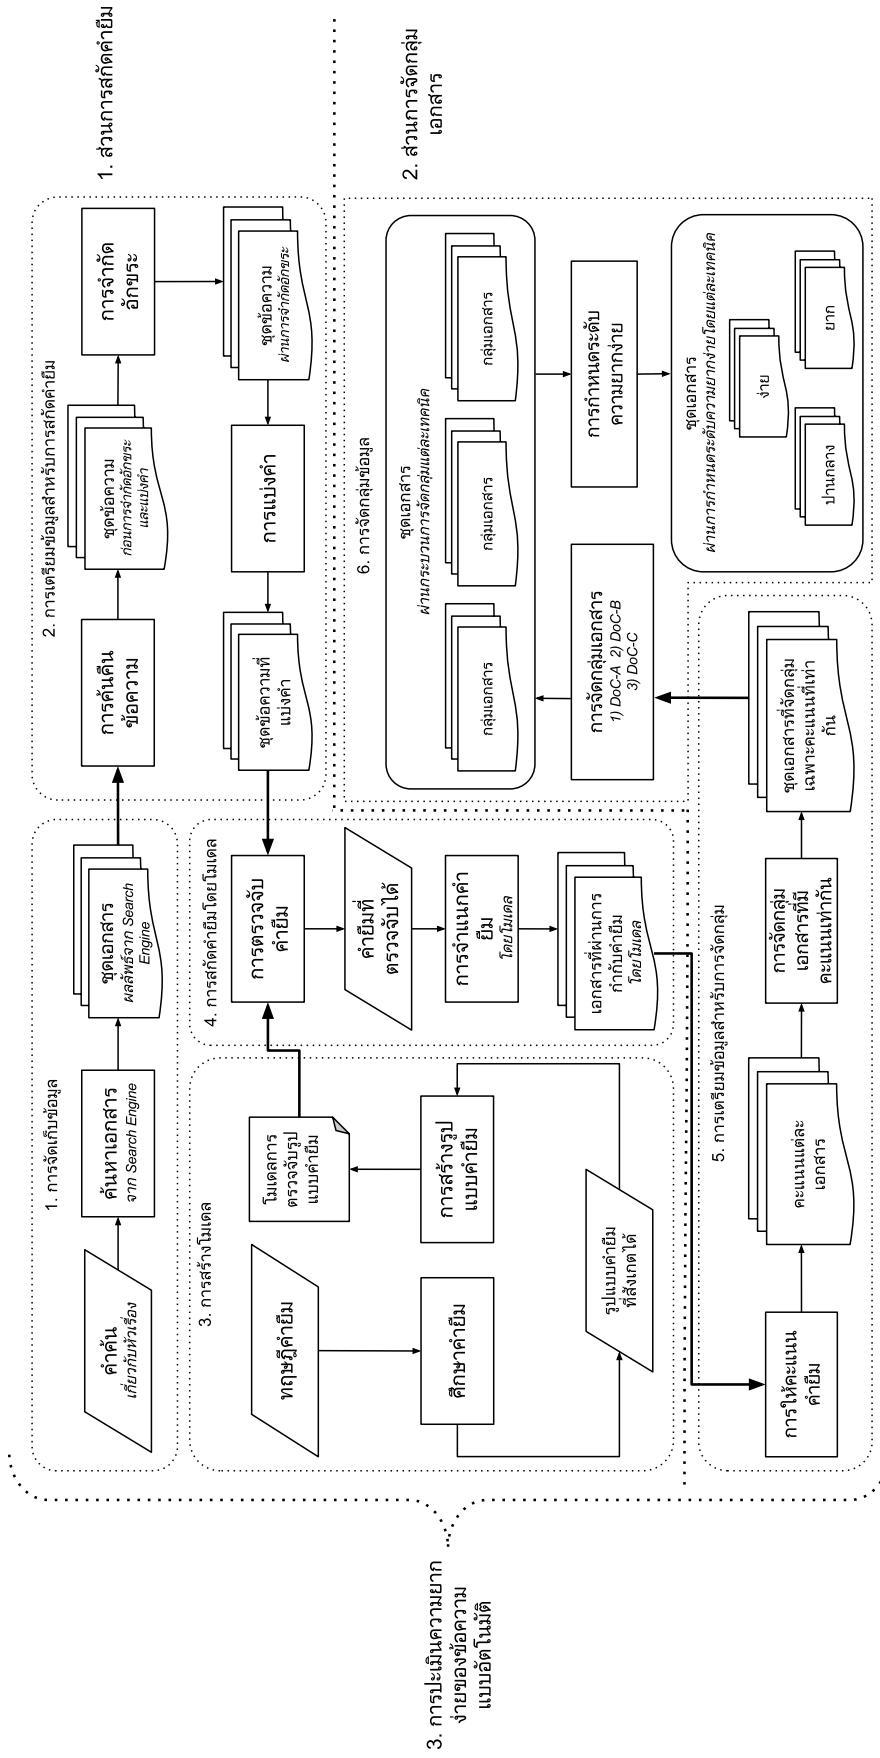 1. ส่วนการสกัดคำยืม
2. ส่วนการจัดกลุ่ม
เอกสาร
3. การประเมินความยาก
ง่ายของข้อความ
แบบอัตโนมัติ
1. การจัดเก็บข้อมูล
คำค้น
เกี่ยวกับหัวเรื่อง
ค้นหาเอกสาร
จาก Search Engine
ชุดเอกสาร
ผลลัพธ์จาก Search
Engine
2. การเตรียมข้อมูลสำหรับการสกัดคำยืม
การค้นคืน
ข้อความ
ชุดข้อความ
ก่อนการจำกัดอักขระ
และแบ่งคำ
การจำกัด
อักขระ
ชุดข้อความ
ผ่านการจำกัดอักขระ
การแบ่งคำ
ชุดข้อความที่
แบ่งคำ
3. การสร้างโมเดล
ทฤษฎีคำยืม
ศึกษาคำยืม
รูปแบบคำยืม
ที่สังเกตได้
การสร้างรูป
แบบคำยืม
โมเดลการ
ตรวจจับรูป
แบบคำยืม
4. การสกัดคำยืมโดยโมเดล
การตรวจจับ
คำยืม
คำยืมที่
ตรวจจับได้
การจำแนกคำ
ยืม
โดยโมเดล
เอกสารที่ผ่านการ
กำกับคำยืม
โดยโมเดล
5. การเตรียมข้อมูลสำหรับการจัดกลุ่ม
การให้คะแนน
คำยืม
คะแนนแต่ละ
เอกสาร
การจัดกลุ่ม
เอกสารที่มี
คะแนนเท่ากัน
ชุดเอกสารที่จัดกลุ่ม
เฉพาะคะแนนที่เท่า
กัน
6. การจัดกลุ่มข้อมูล
การจัดกลุ่มเอกสาร
1) DoC-A 2) DoC-B
3) DoC-C
ชุดเอกสาร
ผ่านกระบวนการจัดกลุ่มแต่ละเทคนิค
กลุ่มเอกสาร
กลุ่มเอกสาร
กลุ่มเอกสาร
การกำหนดระดับ
ความยากง่าย
ชุดเอกสาร
ผ่านการกำหนดระดับความยากง่ายโดยแต่ละเทคนิค
ง่าย
ปานกลาง
ยาก